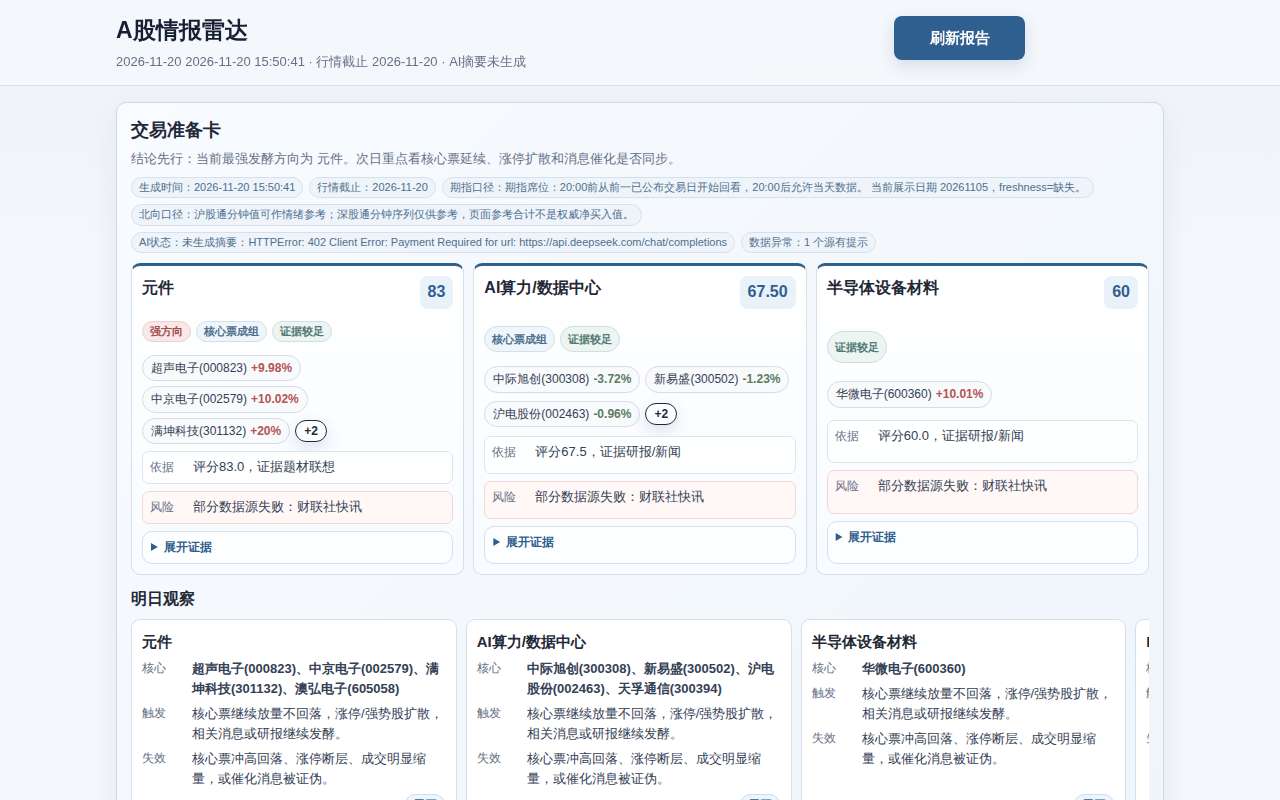 A股情报雷达
2026-11-20 2026-11-20 15:50:41 · 行情截止 2026-11-20 · AI摘要未生成
刷新报告
交易准备卡
结论先行：当前最强发酵方向为 元件。次日重点看核心票延续、涨停扩散和消息催化是否同步。
生成时间：2026-11-20 15:50:41
行情截止：2026-11-20
期指口径：期指席位：20:00前从前一已公布交易日开始回看，20:00后允许当天数据。 当前展示日期 20261105，freshness=缺失。
北向口径：沪股通分钟值可作情绪参考；深股通分钟序列仅供参考，页面参考合计不是权威净买入值。
AI状态：未生成摘要：HTTPError: 402 Client Error: Payment Required for url: https://api.deepseek.com/chat/completions
数据异常：1 个源有提示
元件
83
强方向
核心票成组
证据较足
超声电子(000823) +9.98%
中京电子(002579) +10.02%
满坤科技(301132) +20%
+2
依据 评分83.0，证据题材联想
风险 部分数据源失败：财联社快讯
▶ 展开证据
AI算力/数据中心
67.50
核心票成组
证据较足
中际旭创(300308) -3.72%
新易盛(300502) -1.23%
沪电股份(002463) -0.96%
+2
依据 评分67.5，证据研报/新闻
风险 部分数据源失败：财联社快讯
▶ 展开证据
半导体设备材料
60
证据较足
华微电子(600360) +10.01%
依据 评分60.0，证据研报/新闻
风险 部分数据源失败：财联社快讯
▶ 展开证据
明日观察
元件
核心 超声电子(000823)、中京电子(002579)、满
坤科技(301132)、澳弘电子(605058)
触发 核心票继续放量不回落，涨停/强势股扩散，
相关消息或研报继续发酵。
失效 核心票冲高回落、涨停断层、成交明显缩
量，或催化消息被证伪。
AI算力/数据中心
核心 中际旭创(300308)、新易盛(300502)、沪电
股份(002463)、天孚通信(300394)
触发 核心票继续放量不回落，涨停/强势股扩散，
相关消息或研报继续发酵。
失效 核心票冲高回落、涨停断层、成交明显缩
量，或催化消息被证伪。
半导体设备材料
核心 华微电子(600360)
触发 核心票继续放量不回落，涨停/强势股扩散，
相关消息或研报继续发酵。
失效 核心票冲高回落、涨停断层、成交明显缩
量，或催化消息被证伪。